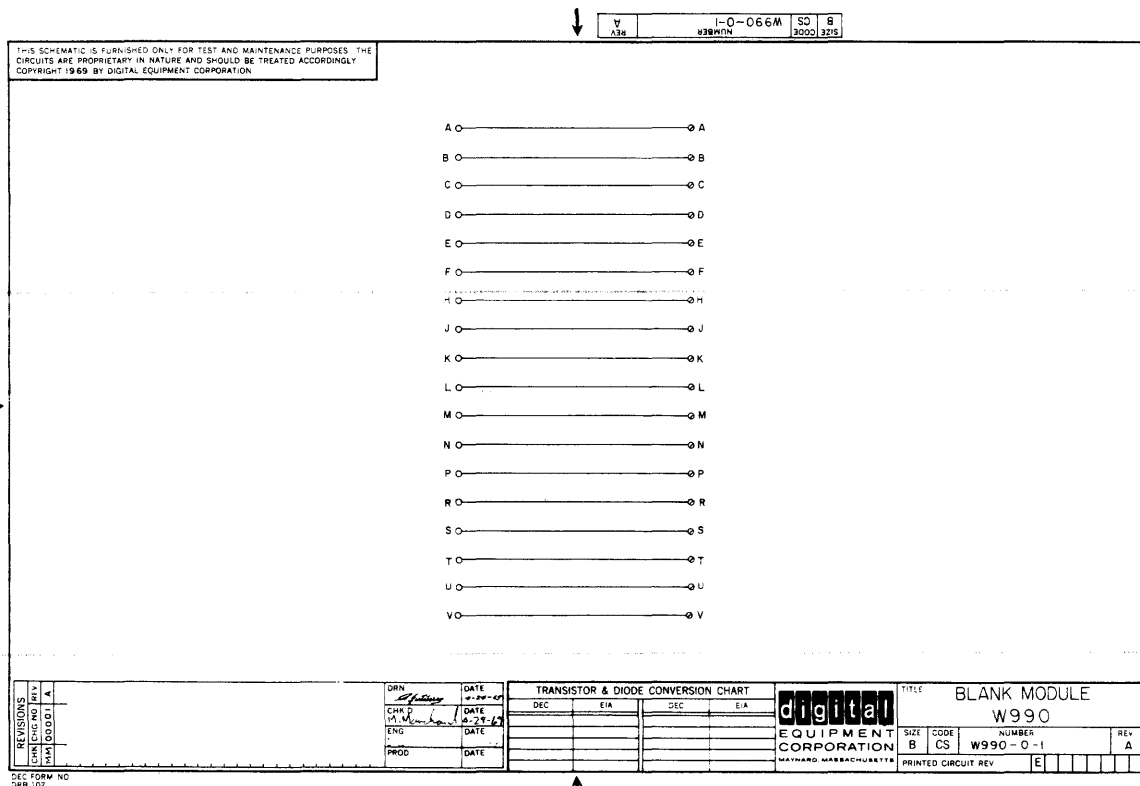 SIZE CODE NUMBER REV
B CS W990-0-1 A
THIS SCHEMATIC IS FURNISHED ONLY FOR TEST AND MAINTENANCE PURPOSES THE
CIRCUITS ARE PROPRIETARY IN NATURE AND SHOULD BE TREATED ACCORDINGLY
COPYRIGHT 1969 BY DIGITAL EQUIPMENT CORPORATION
A A
B B
C C
D D
E E
F F
H H
J J
K K
L L
M M
N N
P P
R R
S S
T T
U U
V V
REVISIONS
CHK CHG NO REV
MM 00001 A
DRN DATE
CHK'D DATE
4-29-69
ENG DATE
PROD DATE
TRANSISTOR & DIODE CONVERSION CHART
DEC EIA DEC EIA
digital
EQUIPMENT
CORPORATION
MAYNARD, MASSACHUSETTS
TITLE
BLANK MODULE
W990
SIZE CODE NUMBER REV
B CS W990-0-1 A
PRINTED CIRCUIT REV E
DEC FORM NO
DRB 102